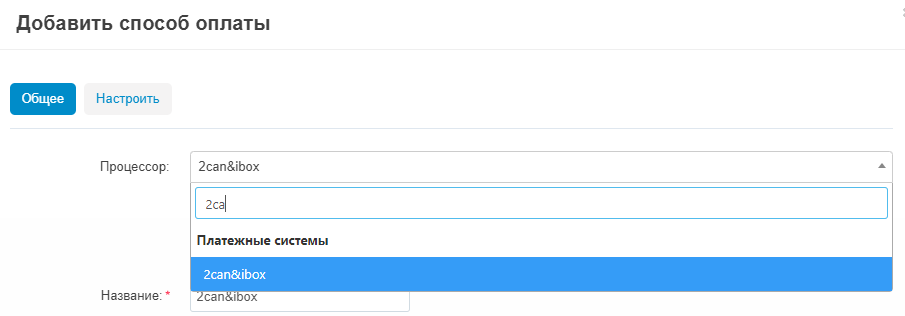 Добавить способ оплаты
Общее Настроить
Процессор: 2can&ibox
2ca
Платежные системы
2can&ibox
Название: * 2can&ibox